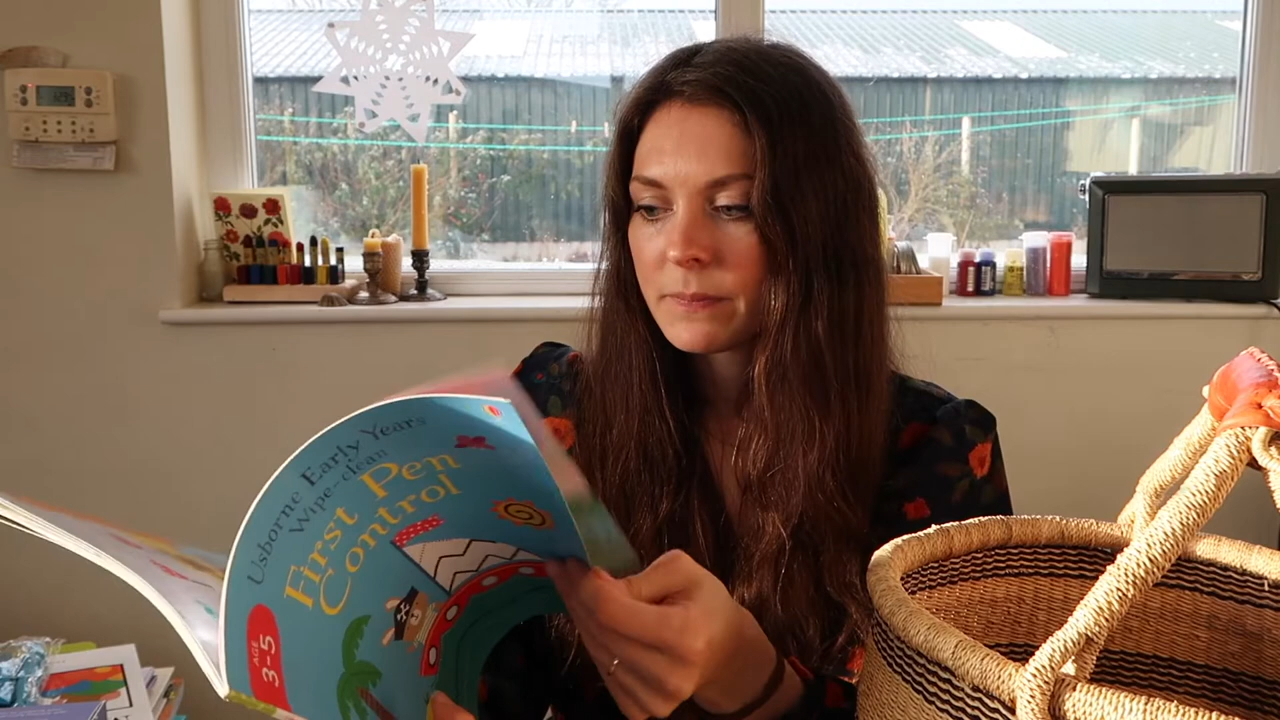 Usborne Early Years
Wipe-clean
First Pen
Control
AGE
3-5